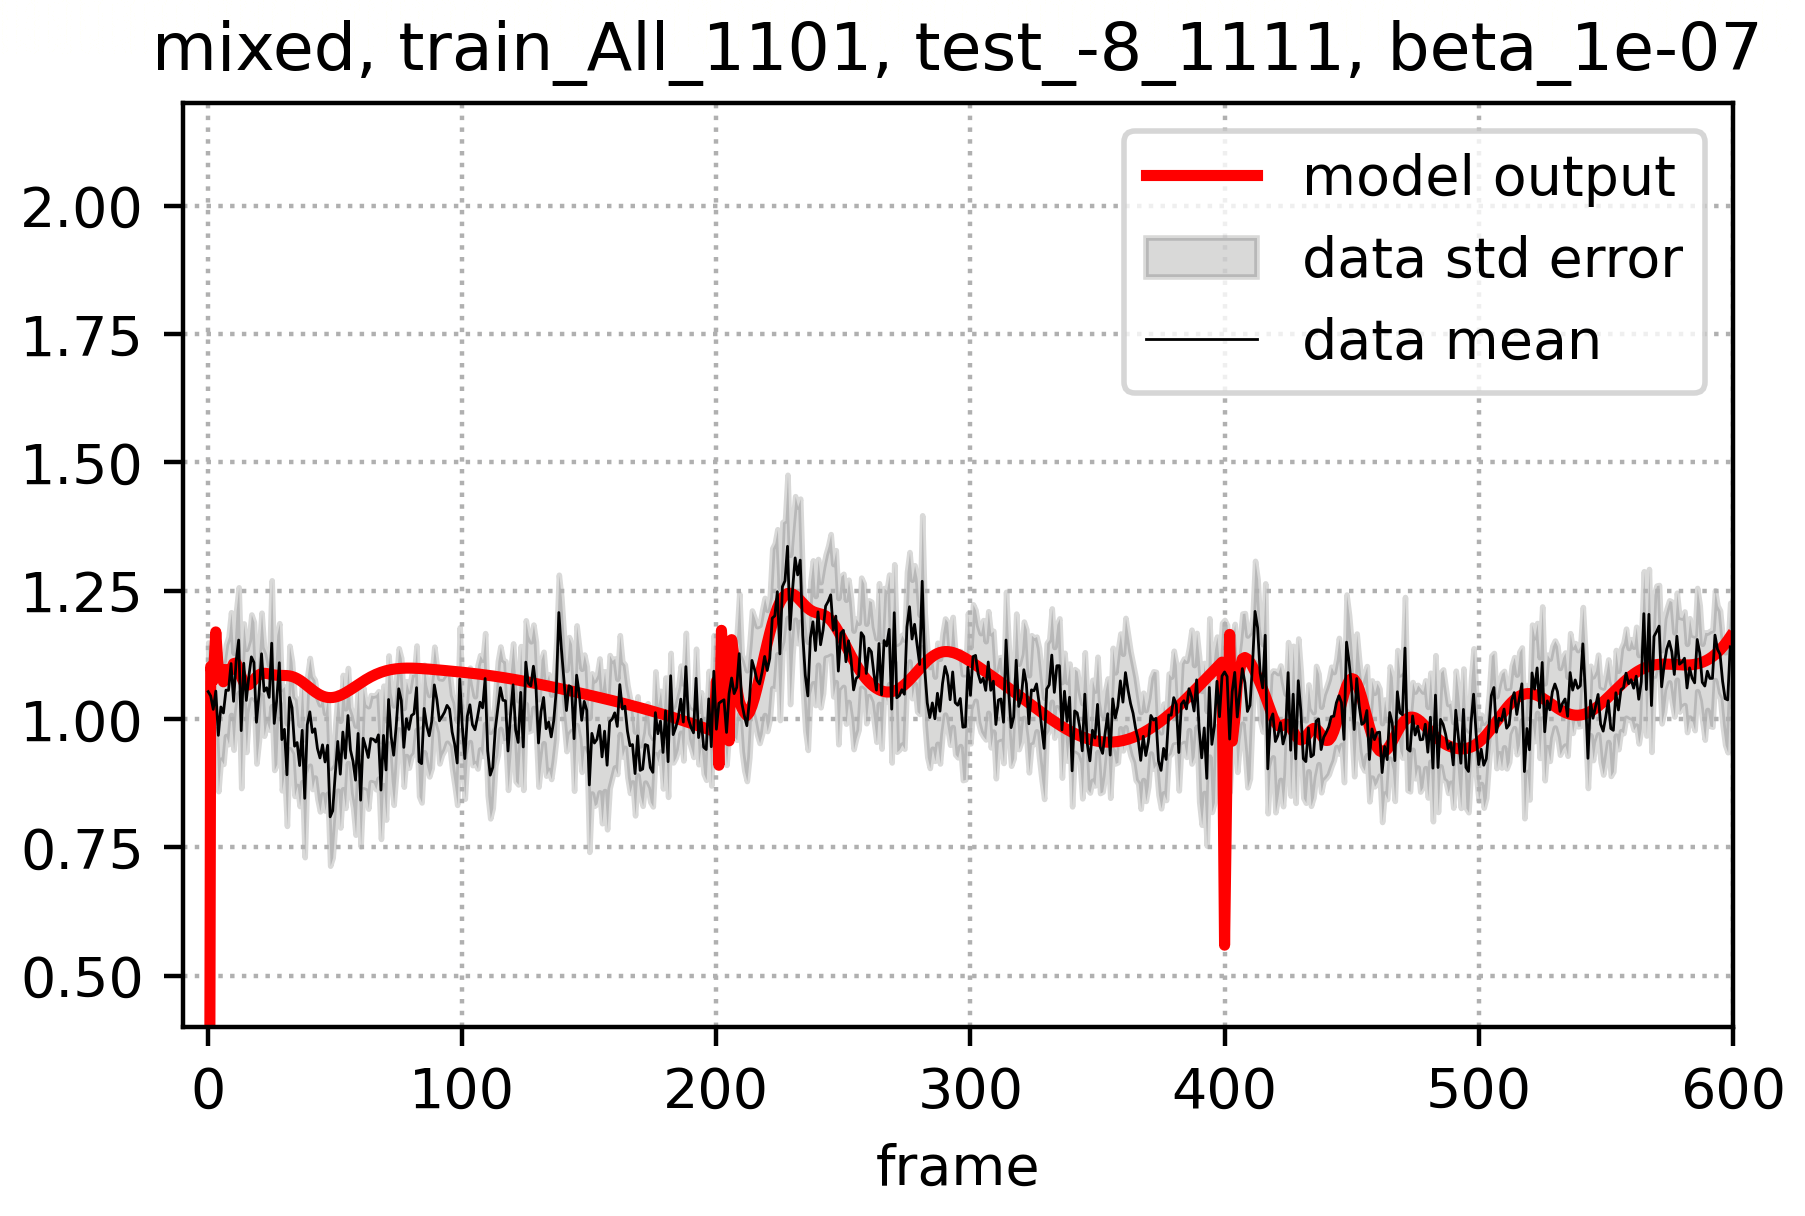 mixed, train_All_1101, test_-8_1111, beta_1e-07
model output
data std error
data mean
2.00
1.75
1.50
1.25
1.00
0.75
0.50
0 100 200 300 400 500 600
frame